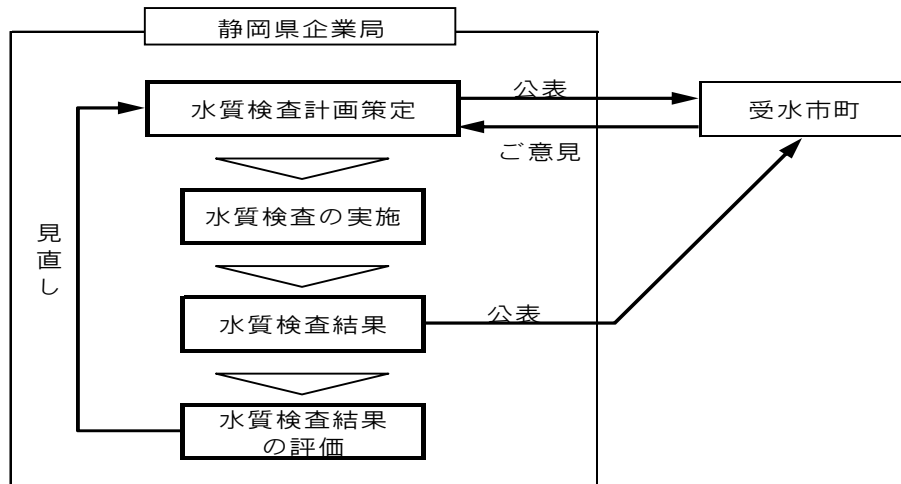 静岡県企業局
水質検査計画策定
公表
受水市町
ご意見
水質検査の実施
見直し
水質検査結果
公表
水質検査結果
の評価